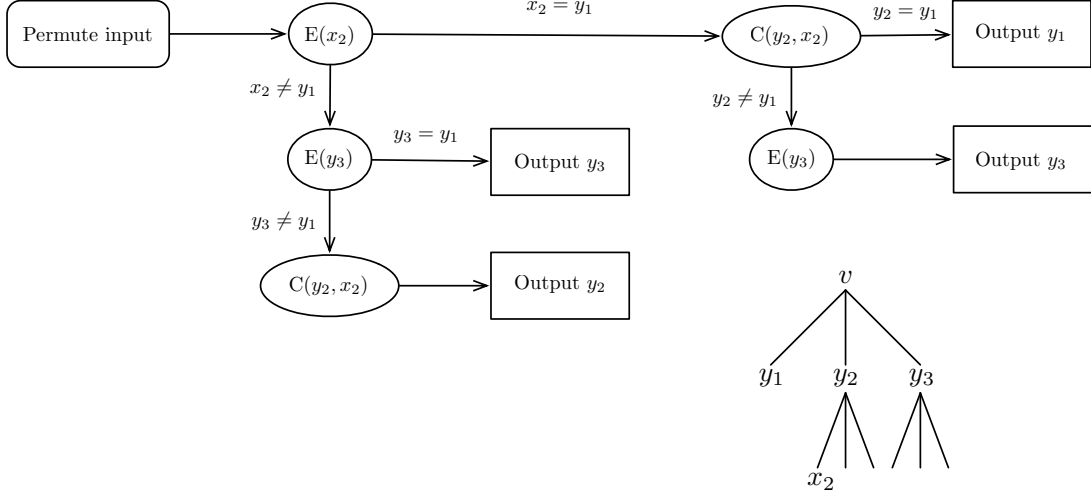 x₂ = y₁
Permute input
E(x₂)
C(y₂, x₂)
y₂ = y₁
Output y₁
x₂ ≠ y₁
y₂ ≠ y₁
y₃ = y₁
E(y₃)
Output y₃
E(y₃)
Output y₃
y₃ ≠ y₁
C(y₂, x₂)
Output y₂
v
y₁ y₂ y₃
x₂